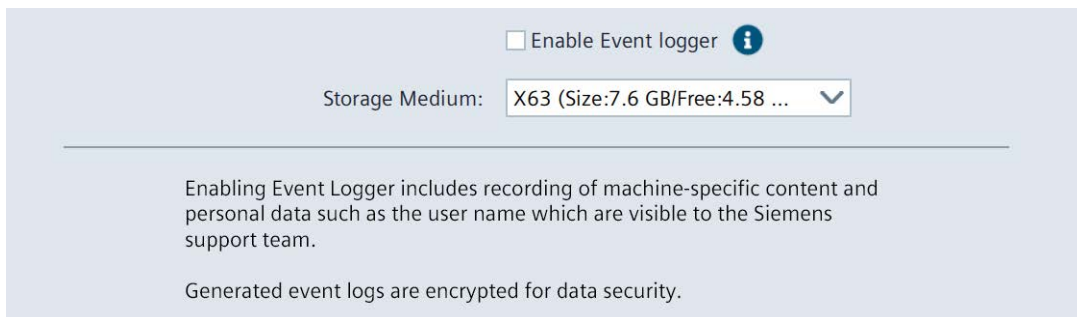 Enable Event logger
Storage Medium:
X63 (Size:7.6 GB/Free:4.58 ...
Enabling Event Logger includes recording of machine-specific content and
personal data such as the user name which are visible to the Siemens
support team.
Generated event logs are encrypted for data security.